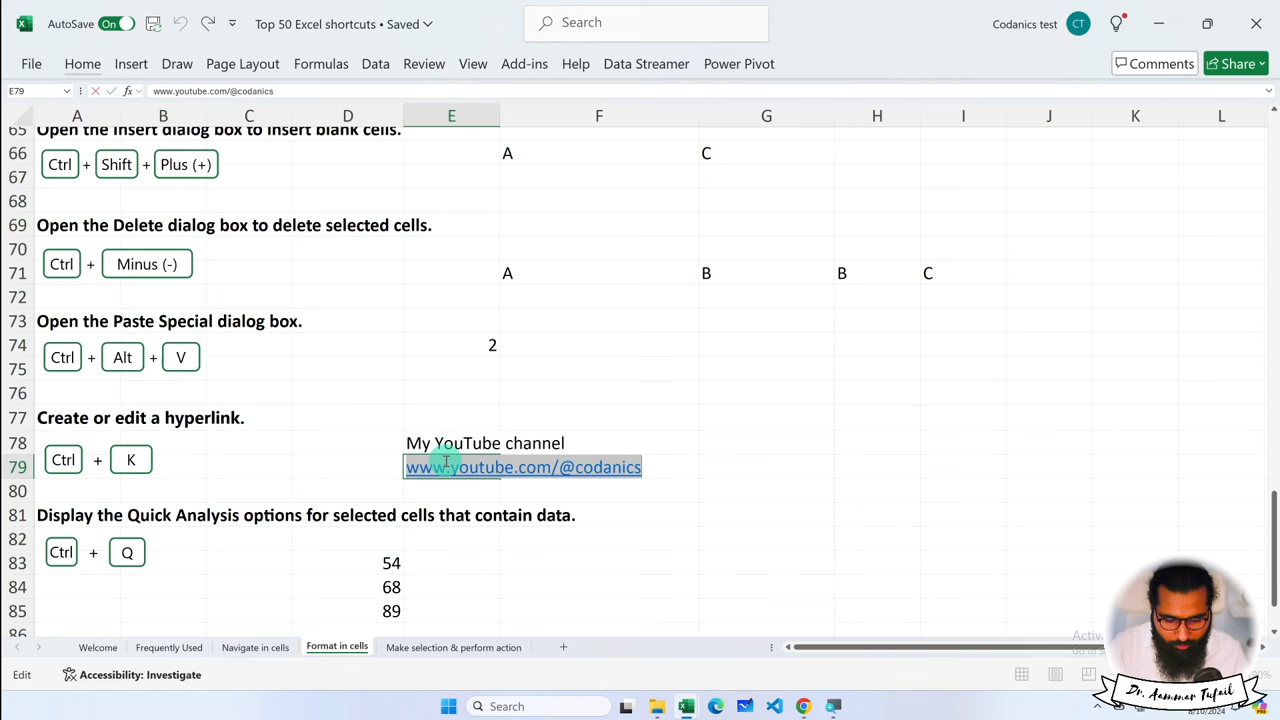 AutoSave On
Top 50 Excel shortcuts • Saved
Search
Codanics test
CT
File Home Insert Draw Page Layout Formulas Data Review View Add-ins Help Data Streamer Power Pivot
Comments
Share
E79
fx
www.youtube.com/@codanics
A B C D E F G H I J K L
65 Open the Insert dialog box to insert blank cells.
66 A C
Ctrl + Shift + Plus (+)
67
68
69 Open the Delete dialog box to delete selected cells.
70
Ctrl + Minus (-)
71 A B B C
72
73 Open the Paste Special dialog box.
74 2
Ctrl + Alt + V
75
76
77 Create or edit a hyperlink.
78 My YouTube channel
Ctrl + K
79 www.youtube.com/@codanics
80
81 Display the Quick Analysis options for selected cells that contain data.
82
Ctrl + Q
83 54
84 68
85 89
86
Welcome Frequently Used Navigate in cells Format in cells Make selection & perform action
Edit
Accessibility: Investigate
Dr. Aammar Tufail
Search
8/10/2024